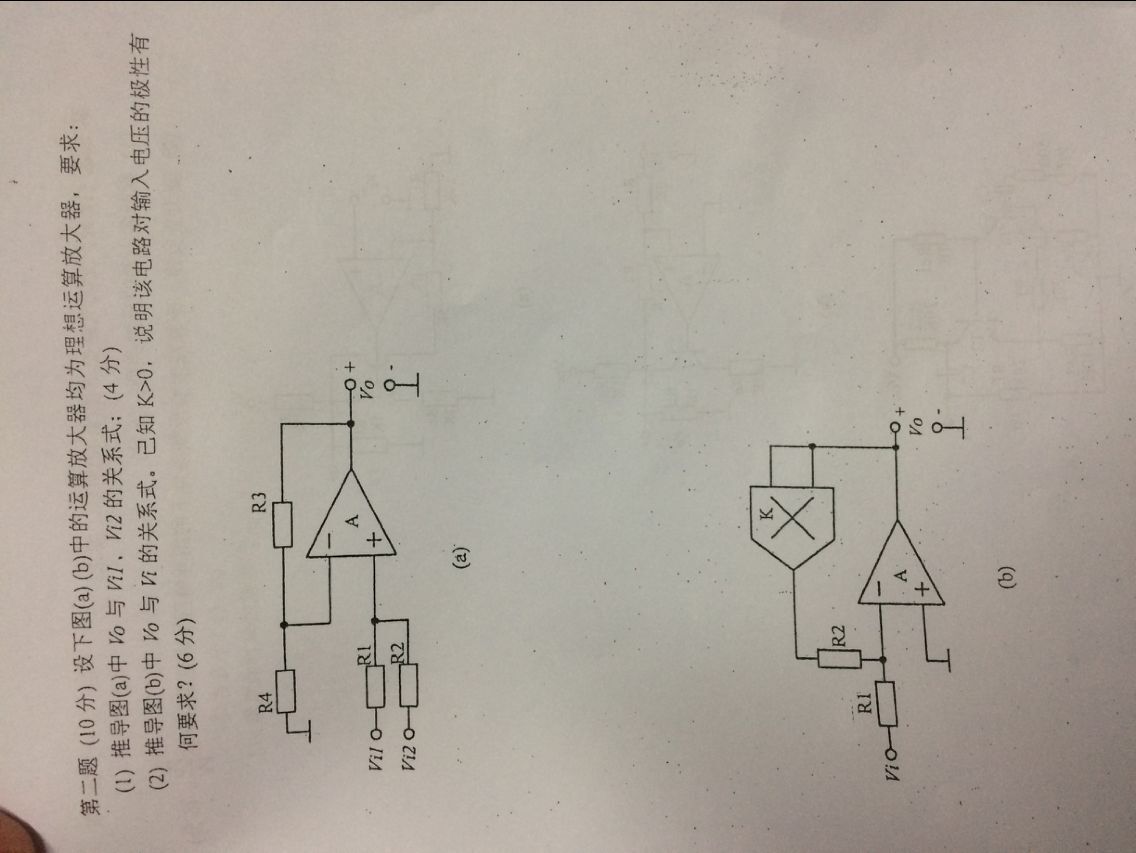 第二题 (10 分) 设下图(a) (b)中的运算放大器均为理想运算放大器，要求：
(1) 推导图(a)中 Vo 与 Vi1、Vi2 的关系式；(4 分)
(2) 推导图(b)中 Vo 与 Vi 的关系式。已知 K>0，说明该电路对输入电压的极性有
何要求？(6 分)
R4
R3
−
A
+
Vi1
R1
Vi2
R2
+
Vo
-
(a)
K
R2
R1
Vi
−
A
+
+
Vo
-
(b)